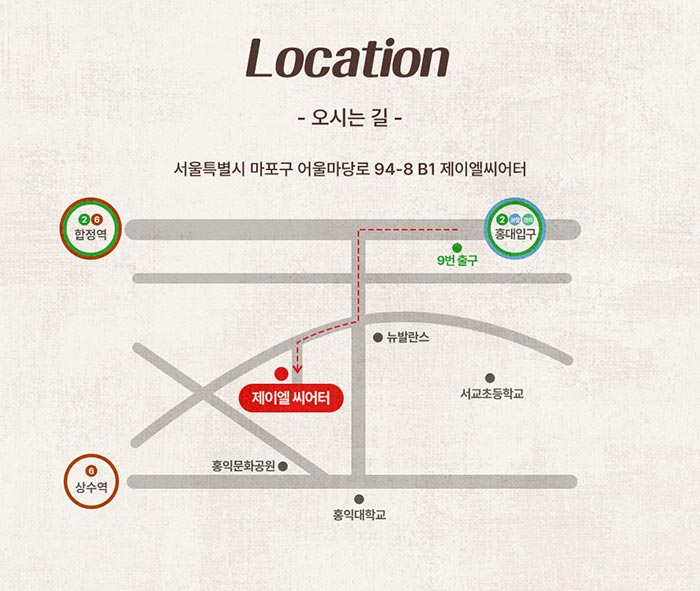 Location
- 오시는 길 -
서울특별시 마포구 어울마당로 94-8 B1 제이엘씨어터
2 6
합정역
2 공항 경의
홍대입구
9번 출구
뉴발란스
제이엘 씨어터
서교초등학교
홍익문화공원
6
상수역
홍익대학교